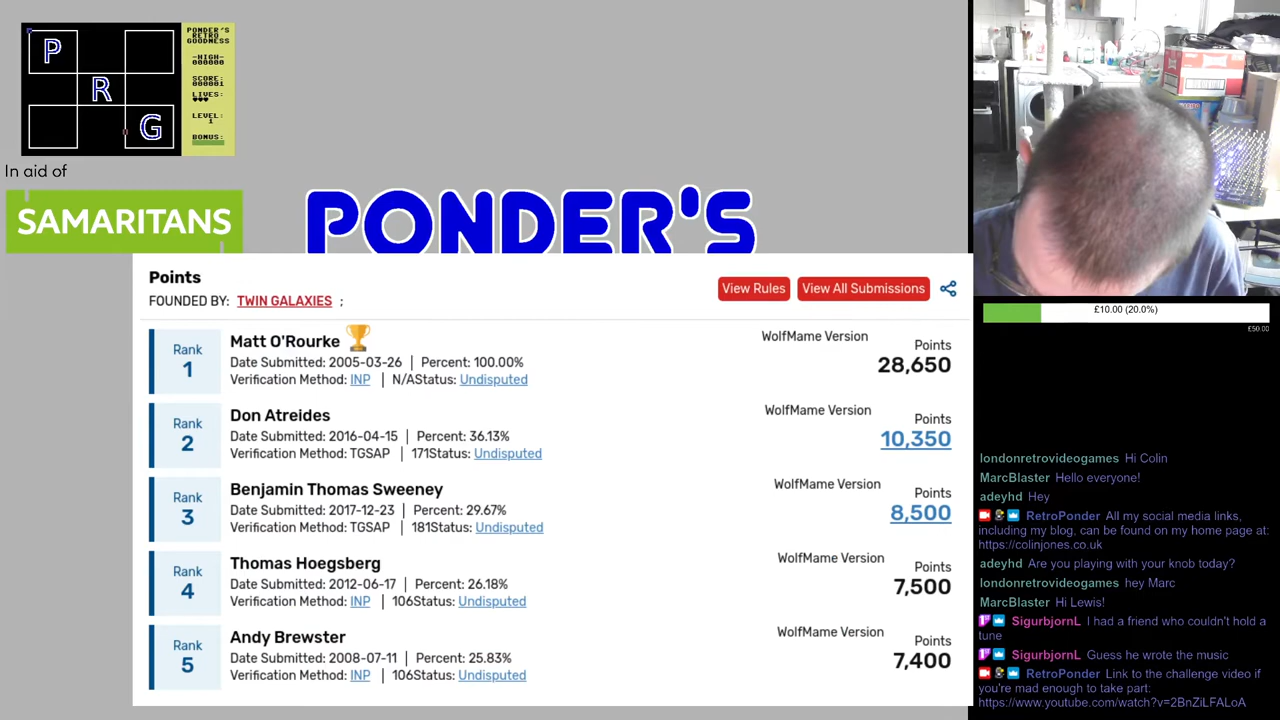 P
R
G
PONDER'S
RETRO
GOODNESS
-HIGH-
000000
SCORE:
000001
LIVES:
♥♥♥
LEVEL:
1
BONUS:
In aid of
SAMARITANS
PONDER'S
Points
FOUNDED BY: TWIN GALAXIES ;
View Rules
View All Submissions
Rank
1
Matt O'Rourke
Date Submitted: 2005-03-26 | Percent: 100.00%
Verification Method: INP | N/AStatus: Undisputed
WolfMame Version
Points
28,650
Rank
2
Don Atreides
Date Submitted: 2016-04-15 | Percent: 36.13%
Verification Method: TGSAP | 171Status: Undisputed
WolfMame Version
Points
10,350
Rank
3
Benjamin Thomas Sweeney
Date Submitted: 2017-12-23 | Percent: 29.67%
Verification Method: TGSAP | 181Status: Undisputed
WolfMame Version
Points
8,500
Rank
4
Thomas Hoegsberg
Date Submitted: 2012-06-17 | Percent: 26.18%
Verification Method: INP | 106Status: Undisputed
WolfMame Version
Points
7,500
Rank
5
Andy Brewster
Date Submitted: 2008-07-11 | Percent: 25.83%
Verification Method: INP | 106Status: Undisputed
WolfMame Version
Points
7,400
£10.00 (20.0%)
£50.00
londonretrovideogames Hi Colin
MarcBlaster Hello everyone!
adeyhd Hey
RetroPonder All my social media links,
including my blog, can be found on my home page at:
https://colinjones.co.uk
adeyhd Are you playing with your knob today?
londonretrovideogames hey Marc
MarcBlaster Hi Lewis!
SigurbjornL I had a friend who couldn't hold a
tune
SigurbjornL Guess he wrote the music
RetroPonder Link to the challenge video if
you're mad enough to take part:
https://www.youtube.com/watch?v=2BnZiLFALoA